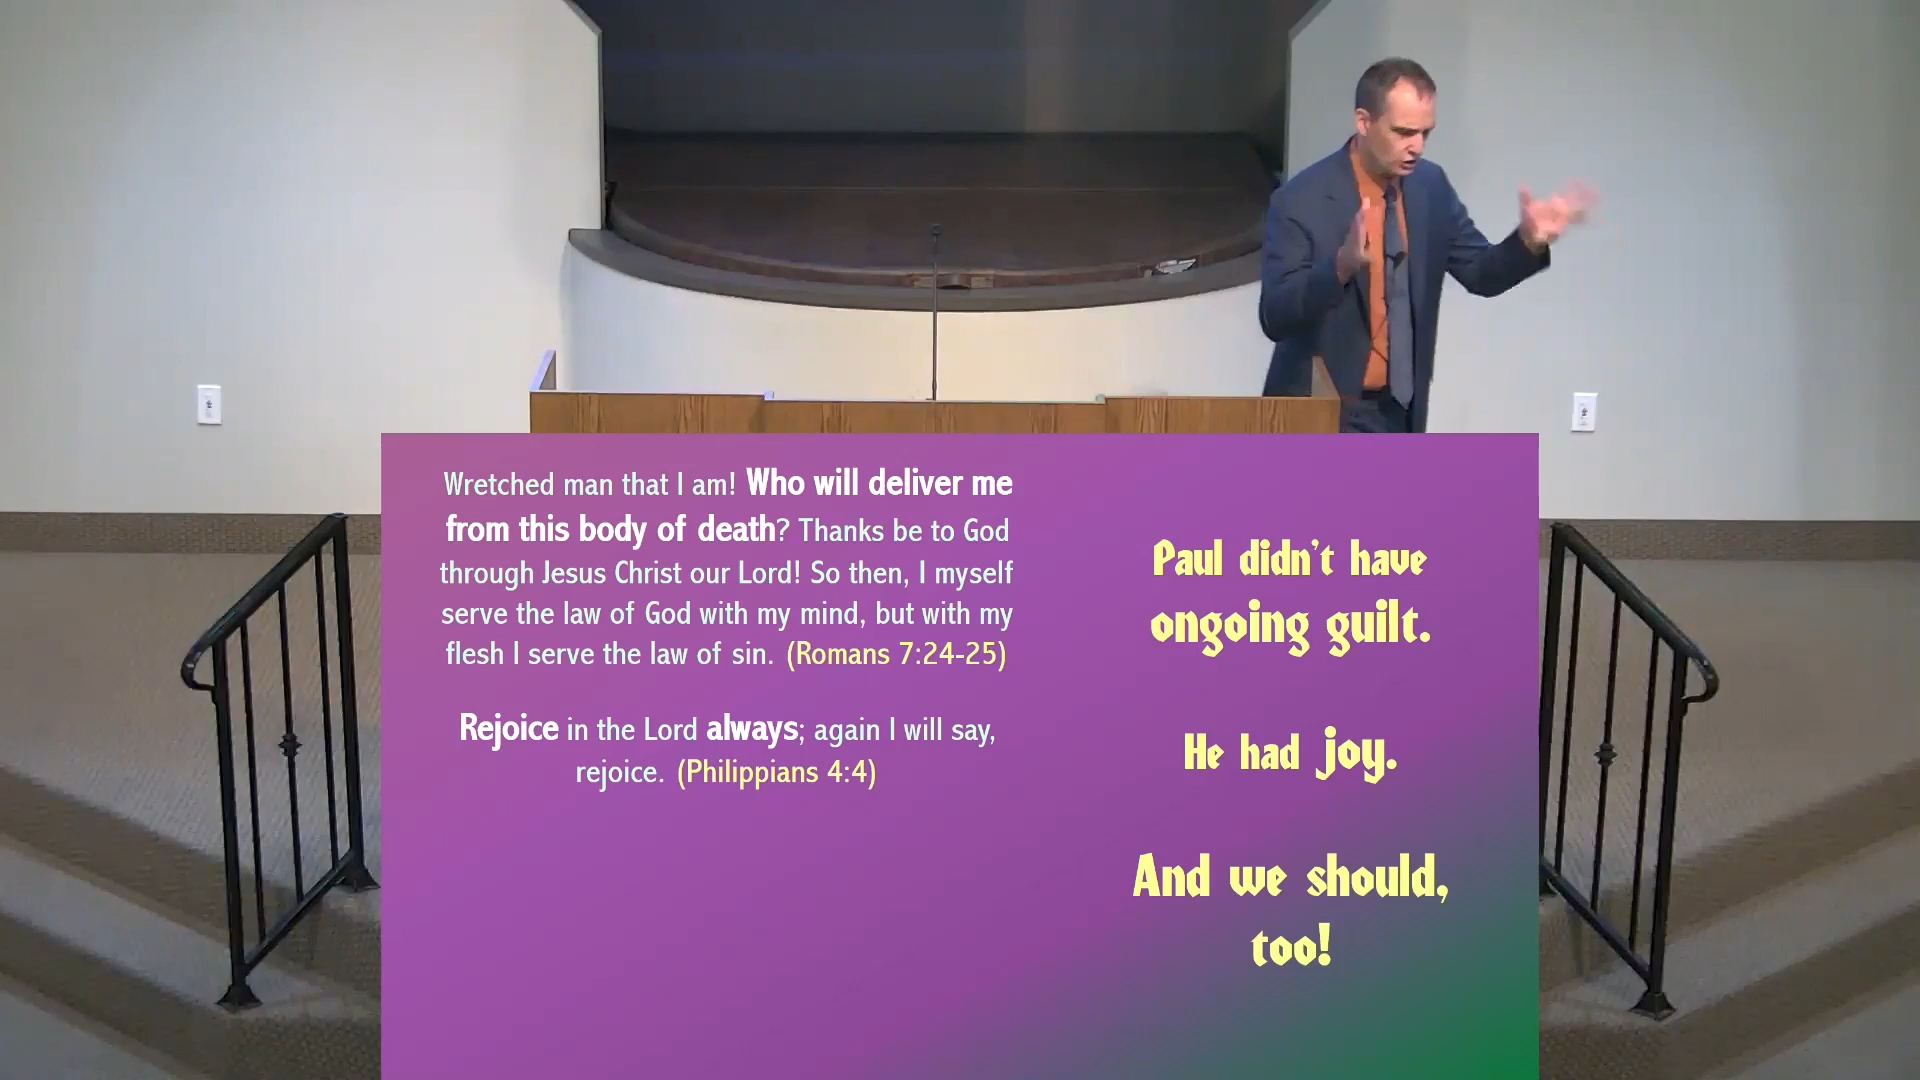 Wretched man that I am! Who will deliver me
from this body of death? Thanks be to God
through Jesus Christ our Lord! So then, I myself
serve the law of God with my mind, but with my
flesh I serve the law of sin. (Romans 7:24-25)
Rejoice in the Lord always; again I will say,
rejoice. (Philippians 4:4)
Paul didn't have
ongoing guilt.
He had joy.
And we should,
too!